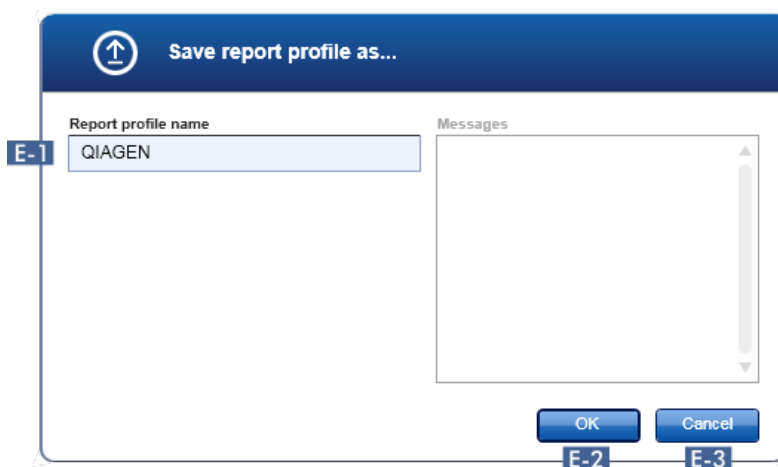 Save report profile as...
Report profile name
Messages
E-1
QIAGEN
OK
Cancel
E-2
E-3